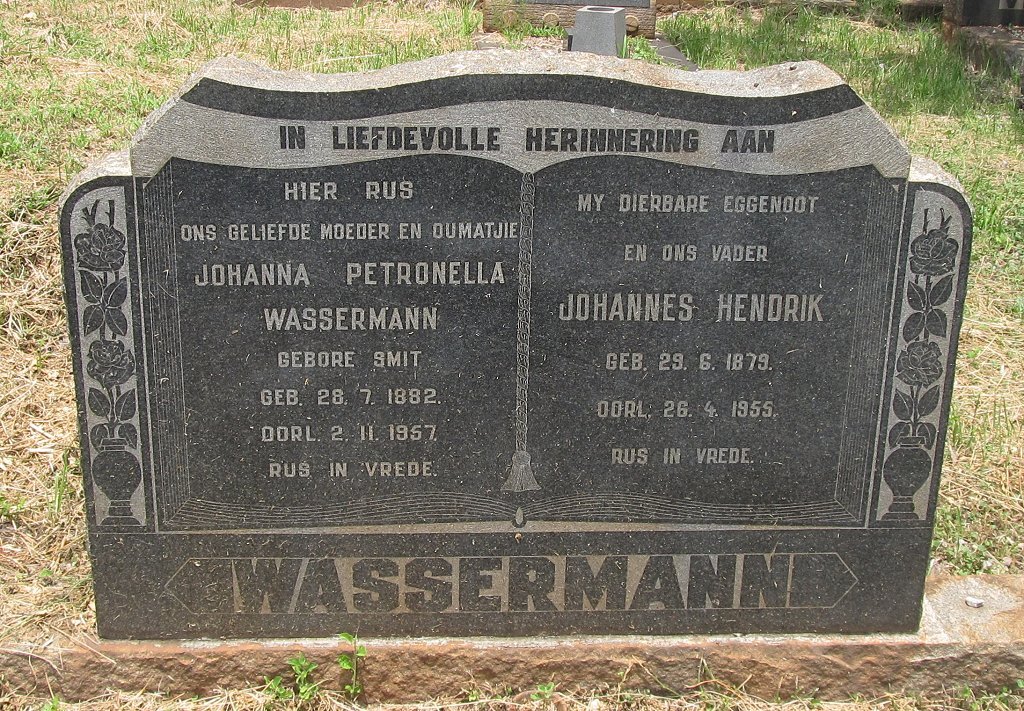 IN LIEFDEVOLLE HERINNERING AAN
HIER RUS
ONS GELIEFDE MOEDER EN OUMATJIE
JOHANNA PETRONELLA
WASSERMANN
GEBORE SMIT
GEB. 28. 7. 1882.
OORL. 2. 11. 1957.
RUS IN VREDE.
MY DIERBARE EGGENOOT
EN ONS VADER
JOHANNES HENDRIK
GEB. 29. 6. 1879.
OORL. 26. 4. 1955.
RUS IN VREDE.
WASSERMANN